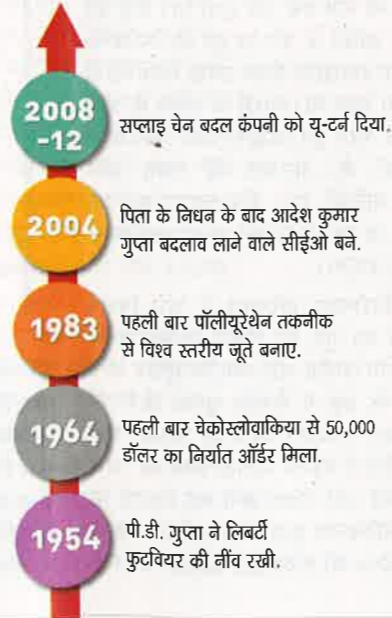 2008
-12
सप्लाइ चेन बदल कंपनी को यू-टर्न दिया.
2004
पिता के निधन के बाद आदेश कुमार
गुप्ता बदलाव लाने वाले सीईओ बने.
1983
पहली बार पॉलीयूरेथेन तकनीक
से विश्व स्तरीय जूते बनाए.
1964
पहली बार चेकोस्लोवाकिया से 50,000
डॉलर का निर्यात ऑर्डर मिला.
1954
पी.डी. गुप्ता ने लिबर्टी
फुटवियर की नींव रखी.